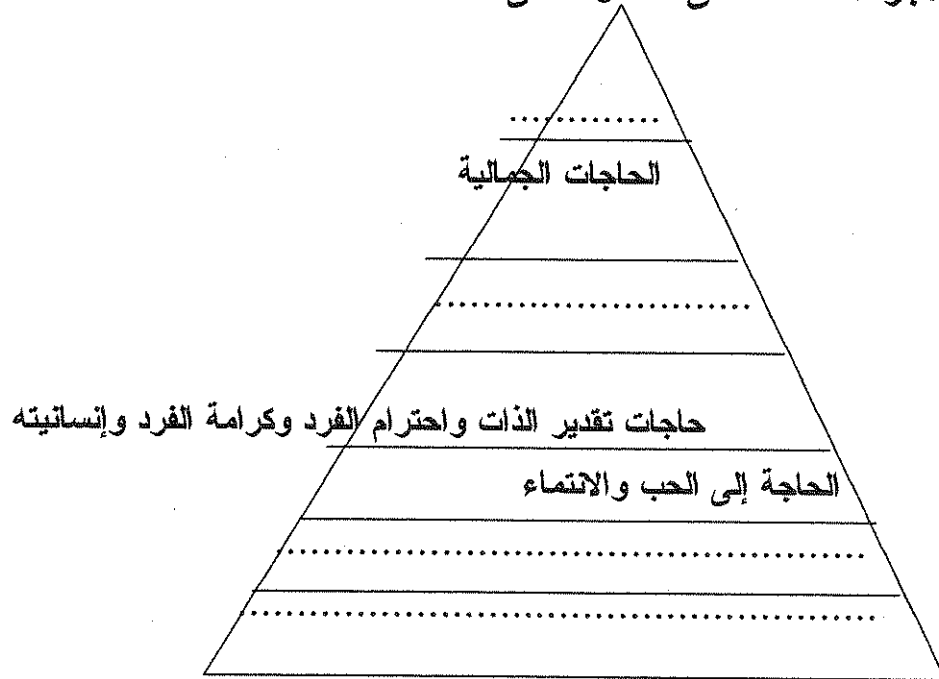 .............
الحاجات الجمالية
...........................
حاجات تقدير الذات واحترام الفرد وكرامة الفرد وإنسانيته
الحاجة إلى الحب والانتماء
..................................................
......................................................